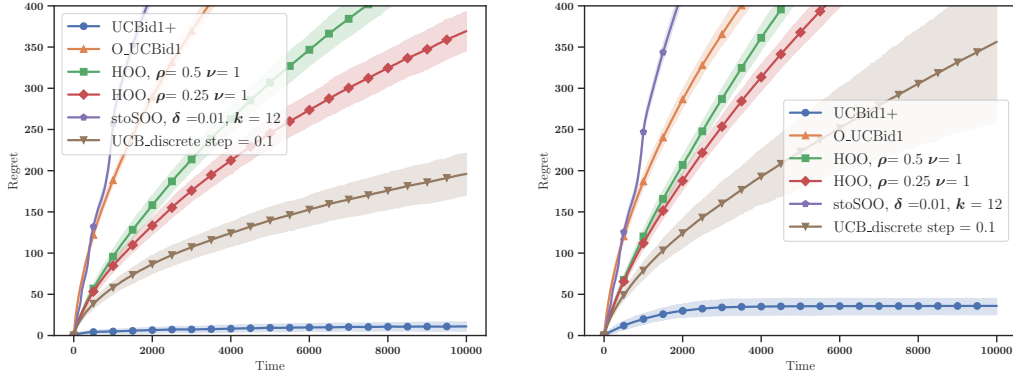 400
350
300
250
200
150
100
50
0
Regret
0
2000
4000
6000
8000
10000
Time
UCBid1+
O_UCBid1
HOO, ρ= 0.5 ν= 1
HOO, ρ= 0.25 ν= 1
stoSOO, δ =0.01, k = 12
UCB_discrete step = 0.1
400
350
300
250
200
150
100
50
0
Regret
0
2000
4000
6000
8000
10000
Time
UCBid1+
O_UCBid1
HOO, ρ= 0.5 ν= 1
HOO, ρ= 0.25 ν= 1
stoSOO, δ =0.01, k = 12
UCB_discrete step = 0.1